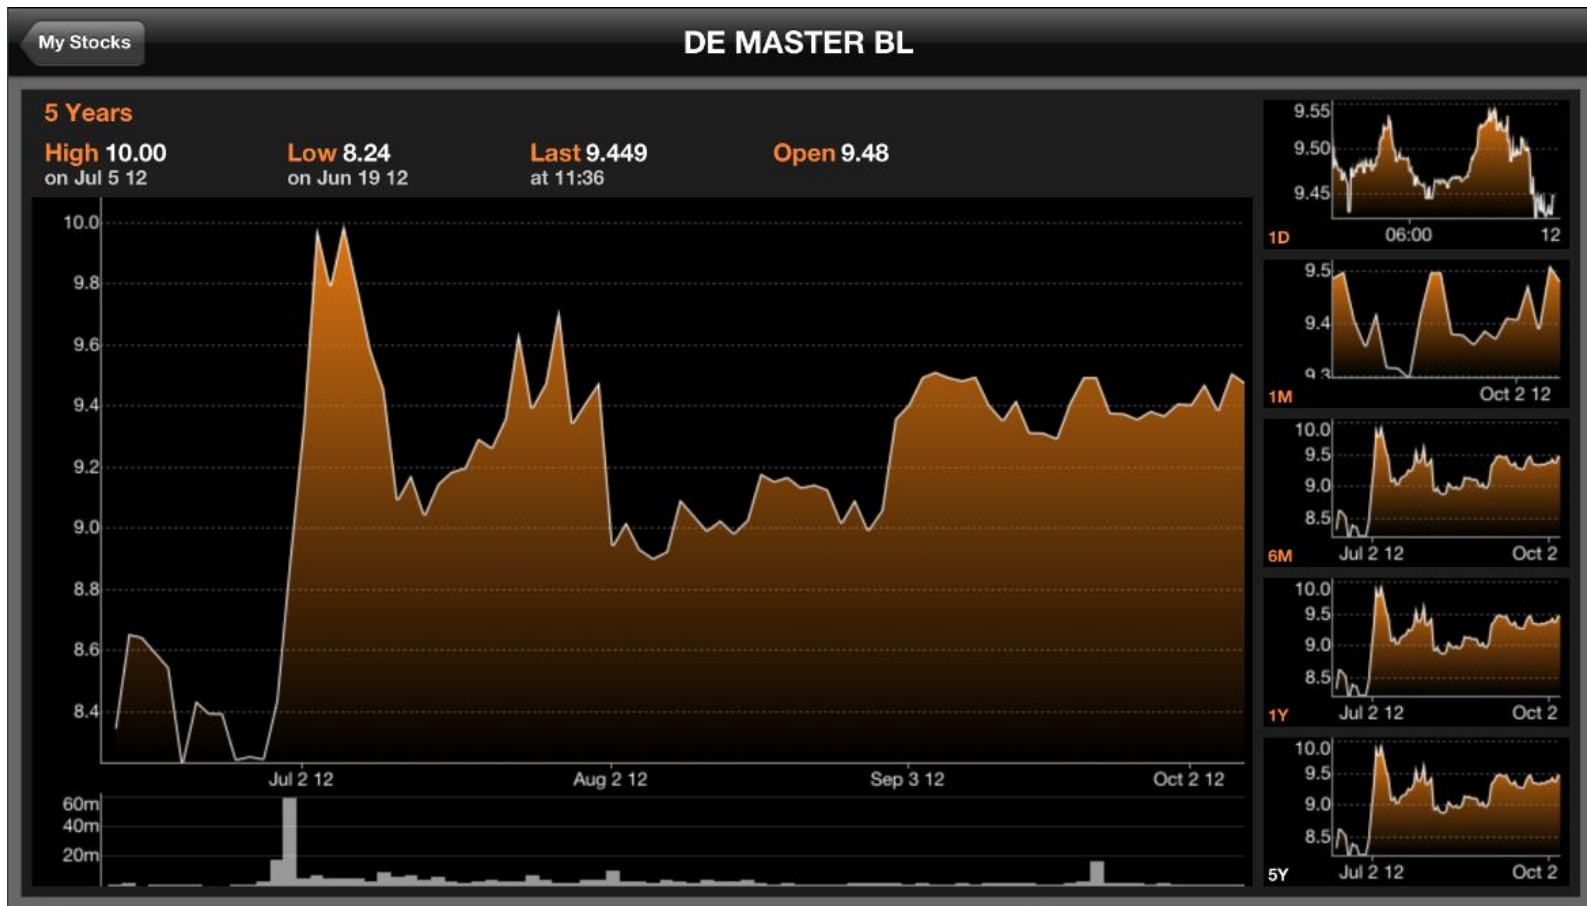 My Stocks
DE MASTER BL
5 Years
High 10.00
on Jul 5 12
Low 8.24
on Jun 19 12
Last 9.449
at 11:36
Open 9.48
10.0
9.8
9.6
9.4
9.2
9.0
8.8
8.6
8.4
Jul 2 12 Aug 2 12 Sep 3 12 Oct 2 12
60m
40m
20m
9.55
9.50
9.45
1D 06:00 12
9.5
9.4
9.3
Oct 2 12
1M
10.0
9.5
9.0
8.5
6M Jul 2 12 Oct 2
10.0
9.5
9.0
8.5
1Y Jul 2 12 Oct 2
10.0
9.5
9.0
8.5
5Y Jul 2 12 Oct 2